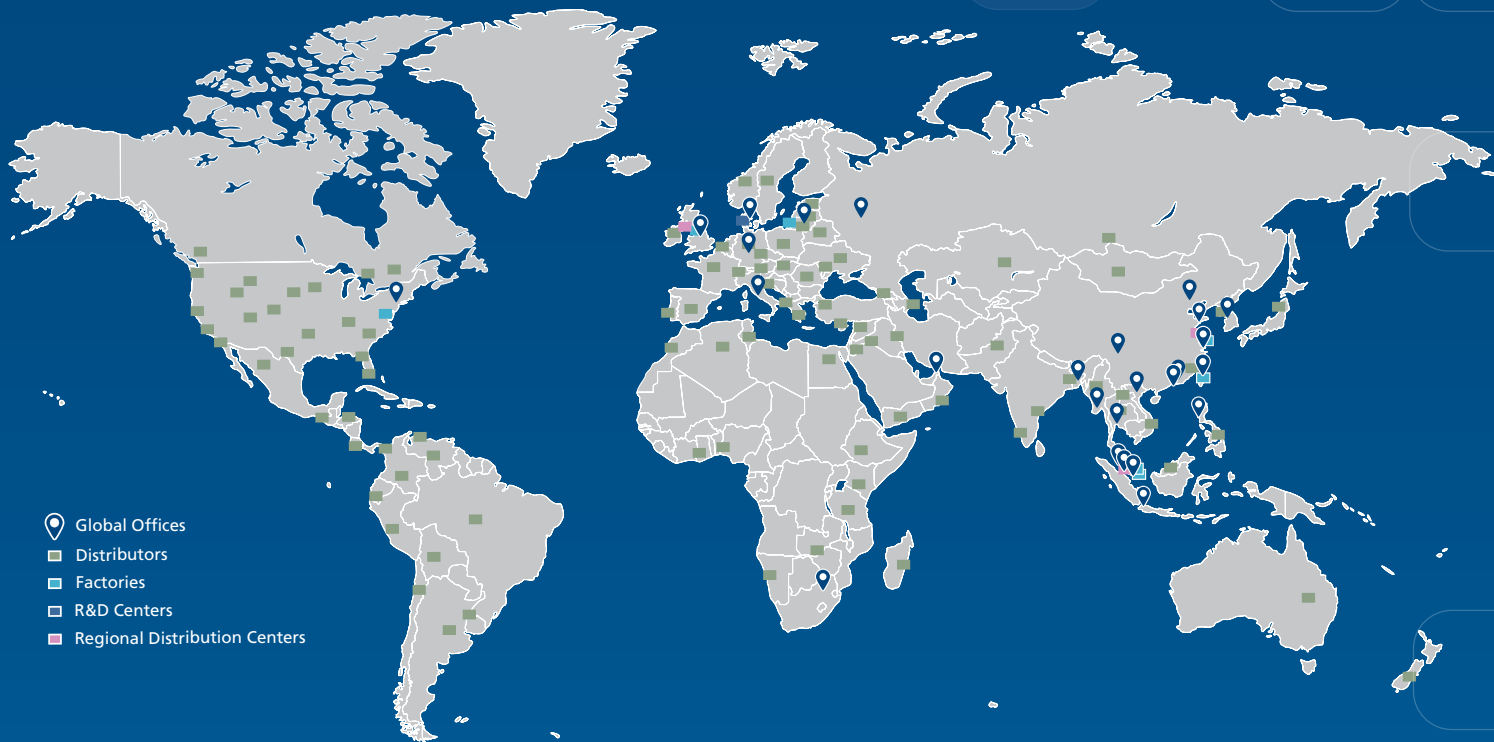 Global Offices
Distributors
Factories
R&D Centers
Regional Distribution Centers